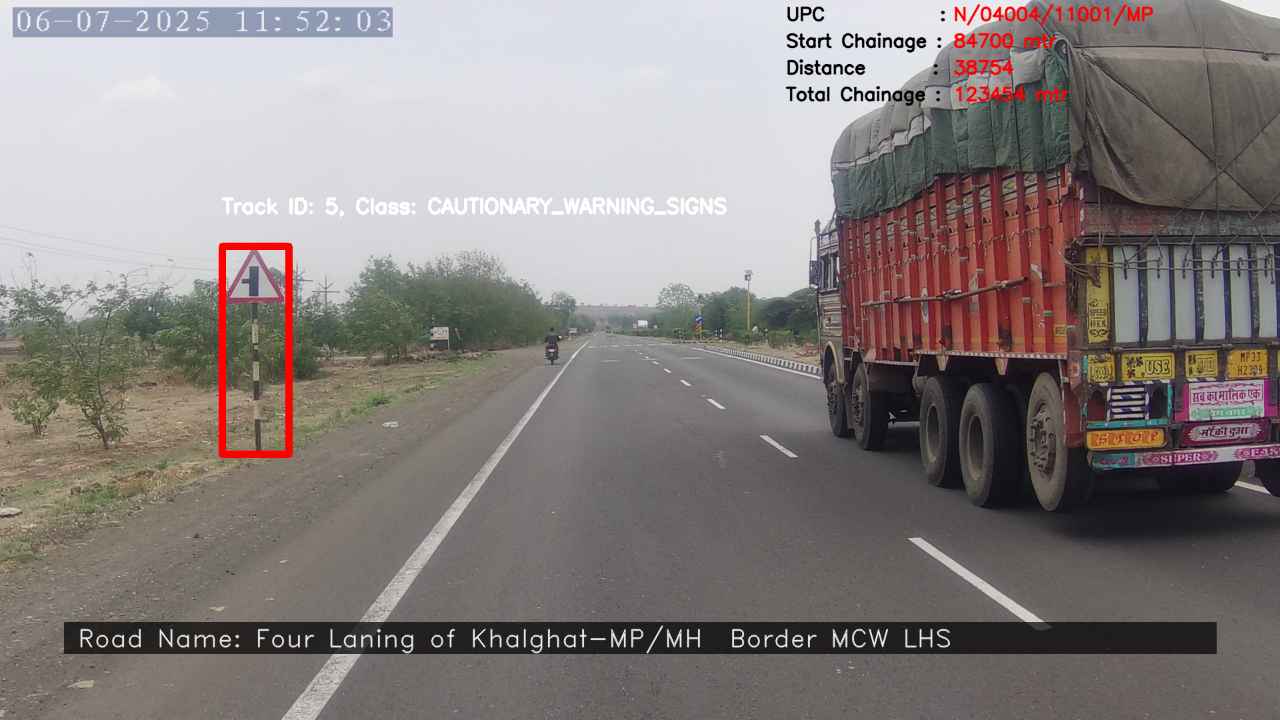 06-07-2025 11:52:03
UPC : N/04004/11001/MP
Start Chainage : 84700 mtr
Distance : 38754
Total Chainage : 123454 mtr
Track ID: 5, Class: CAUTIONARY_WARNING_SIGNS
USE
MP33
सब का मालिक एक
माँ की दुआ
SUPER
Road Name: Four Laning of Khalghat-MP/MH Border MCW LHS